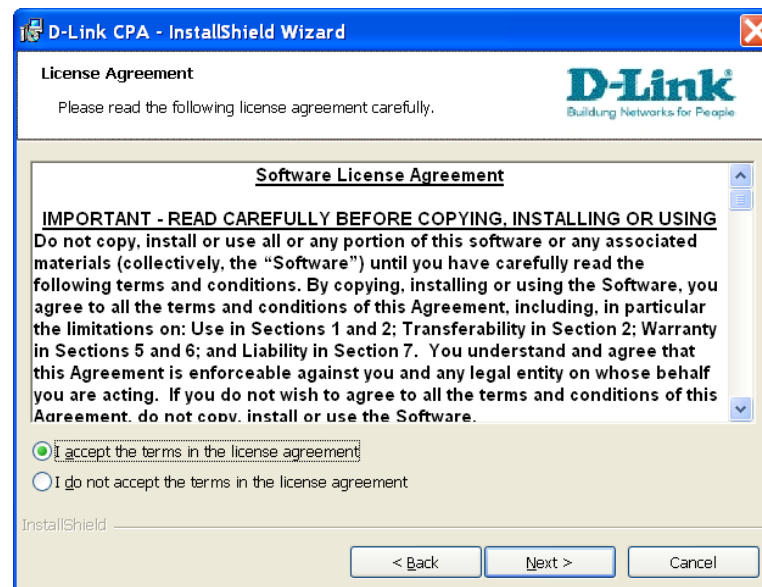 D-Link CPA - InstallShield Wizard
License Agreement
Please read the following license agreement carefully.
D-Link
Buildung Networks for People
Software License Agreement
IMPORTANT - READ CAREFULLY BEFORE COPYING, INSTALLING OR USING
Do not copy, install or use all or any portion of this software or any associated
materials (collectively, the “Software”) until you have carefully read the
following terms and conditions. By copying, installing or using the Software, you
agree to all the terms and conditions of this Agreement, including, in particular
the limitations on: Use in Sections 1 and 2; Transferability in Section 2; Warranty
in Sections 5 and 6; and Liability in Section 7.  You understand and agree that
this Agreement is enforceable against you and any legal entity on whose behalf
you are acting.  If you do not wish to agree to all the terms and conditions of this
Agreement, do not copy, install or use the Software.
I accept the terms in the license agreement
I do not accept the terms in the license agreement
InstallShield
< Back
Next >
Cancel